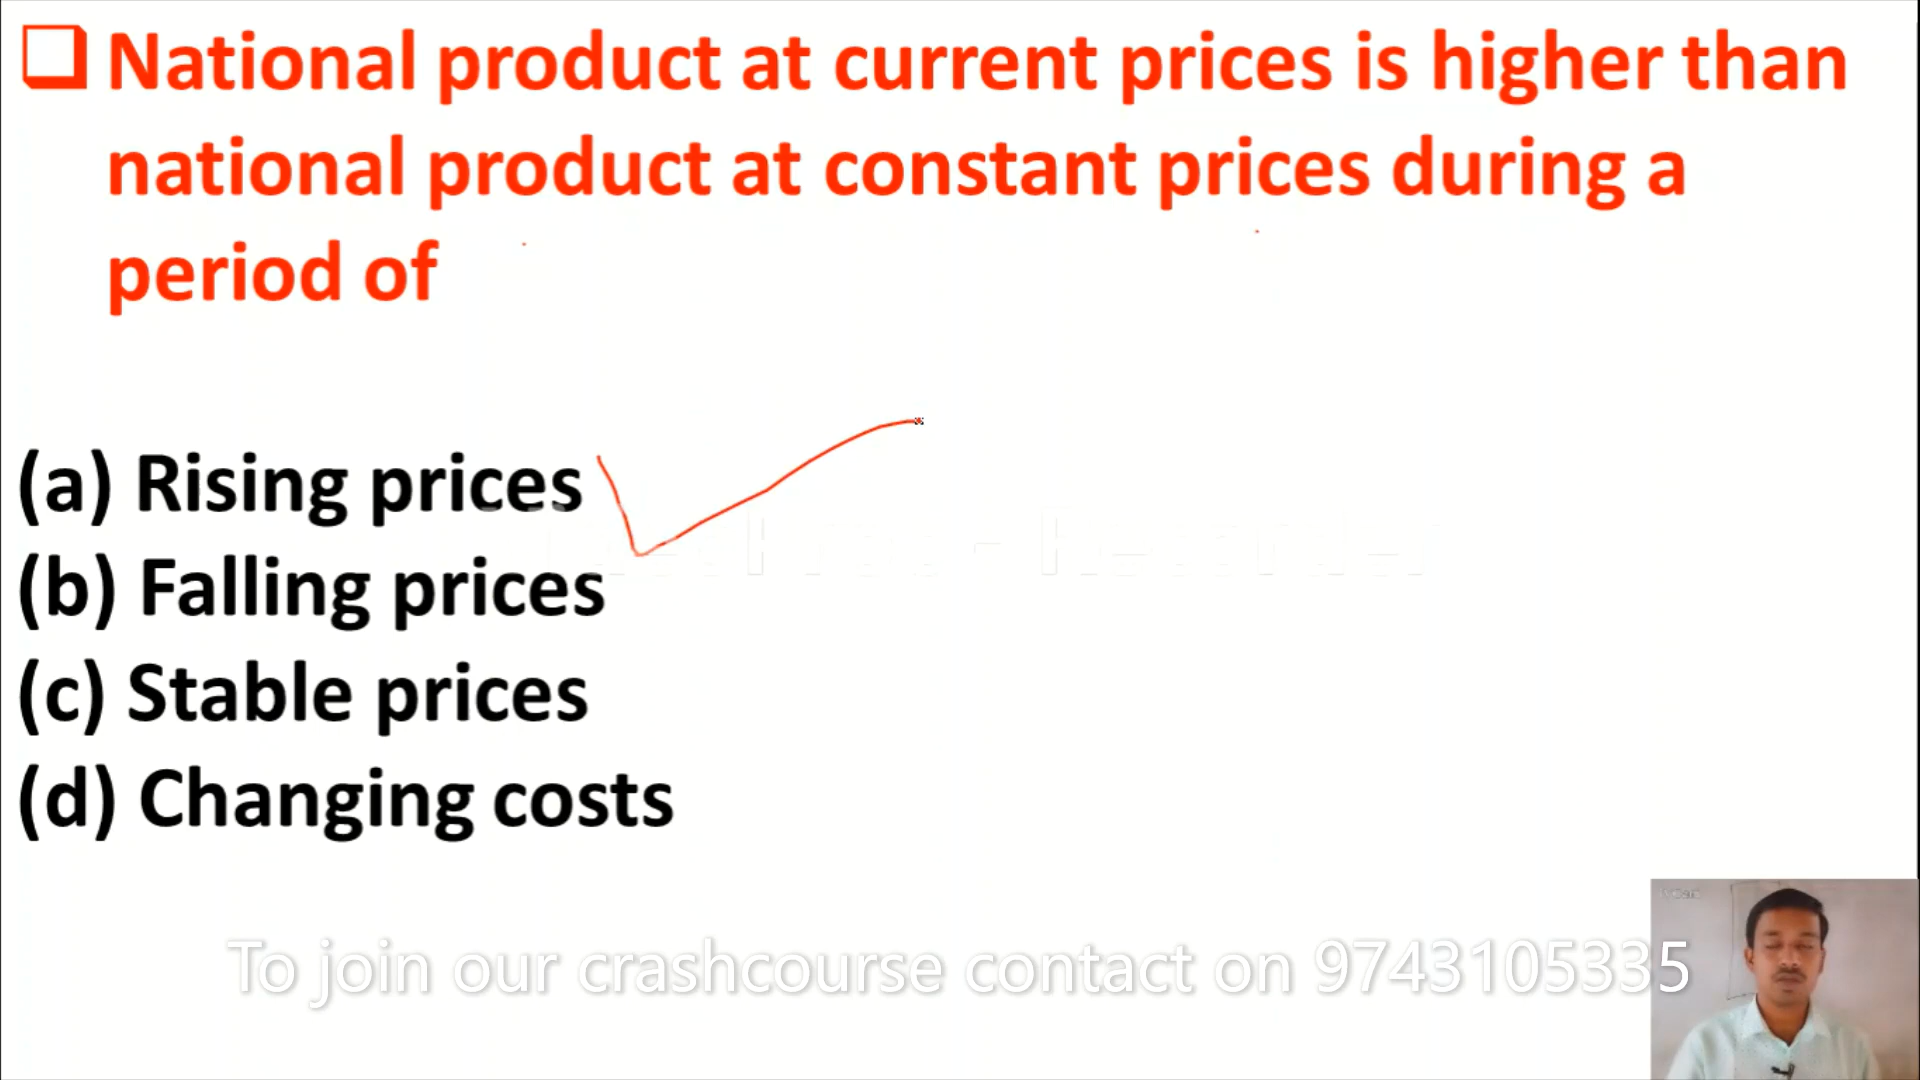 National product at current prices is higher than
national product at constant prices during a
period of
(a) Rising prices
(b) Falling prices
(c) Stable prices
(d) Changing costs
To join our crashcourse contact on 9743105335